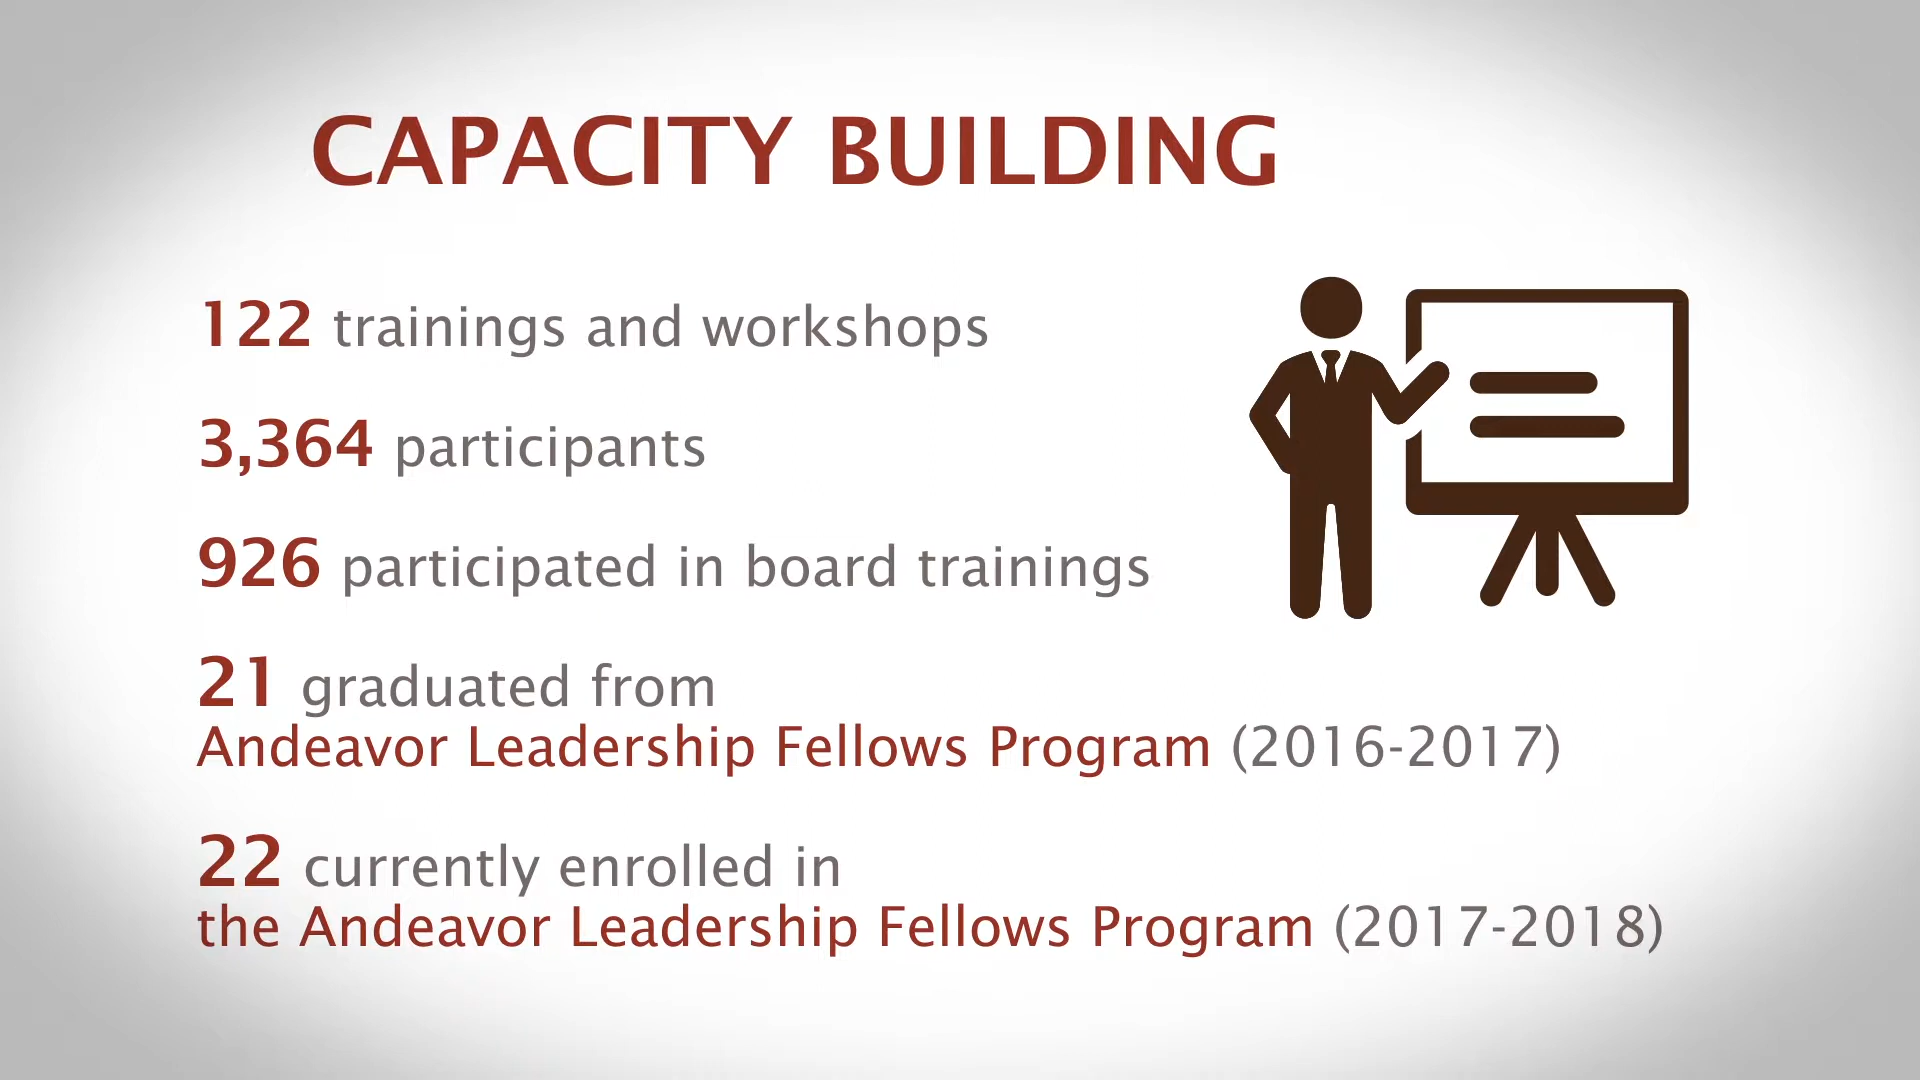 CAPACITY BUILDING
122 trainings and workshops
3,364 participants
926 participated in board trainings
21 graduated from
Andeavor Leadership Fellows Program (2016-2017)
22 currently enrolled in
the Andeavor Leadership Fellows Program (2017-2018)